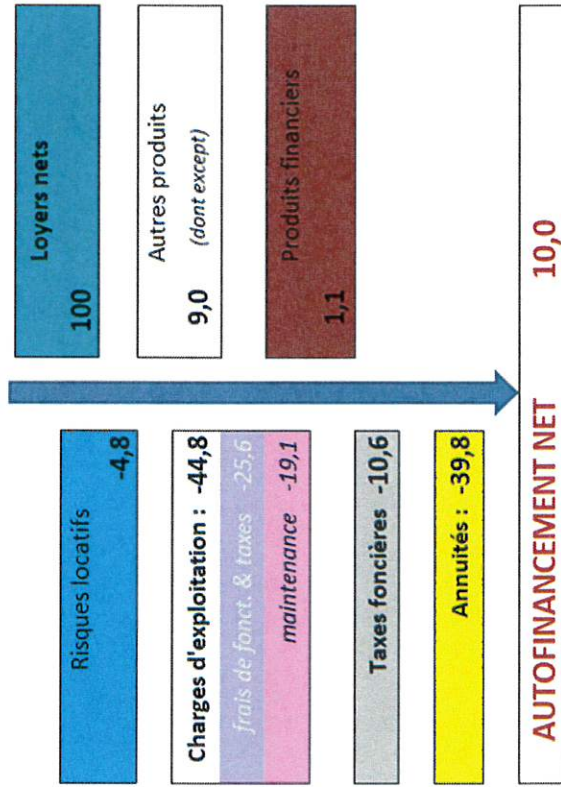 Loyers nets
100
Risques locatifs
-4,8
Autres produits
9,0 (dont except)
Charges d'exploitation : -44,8
frais de fonct. & taxes -25,6
maintenance -19,1
Produits financiers
1,1
Taxes foncières -10,6
Annuités : -39,8
AUTOFINANCEMENT NET 10,0